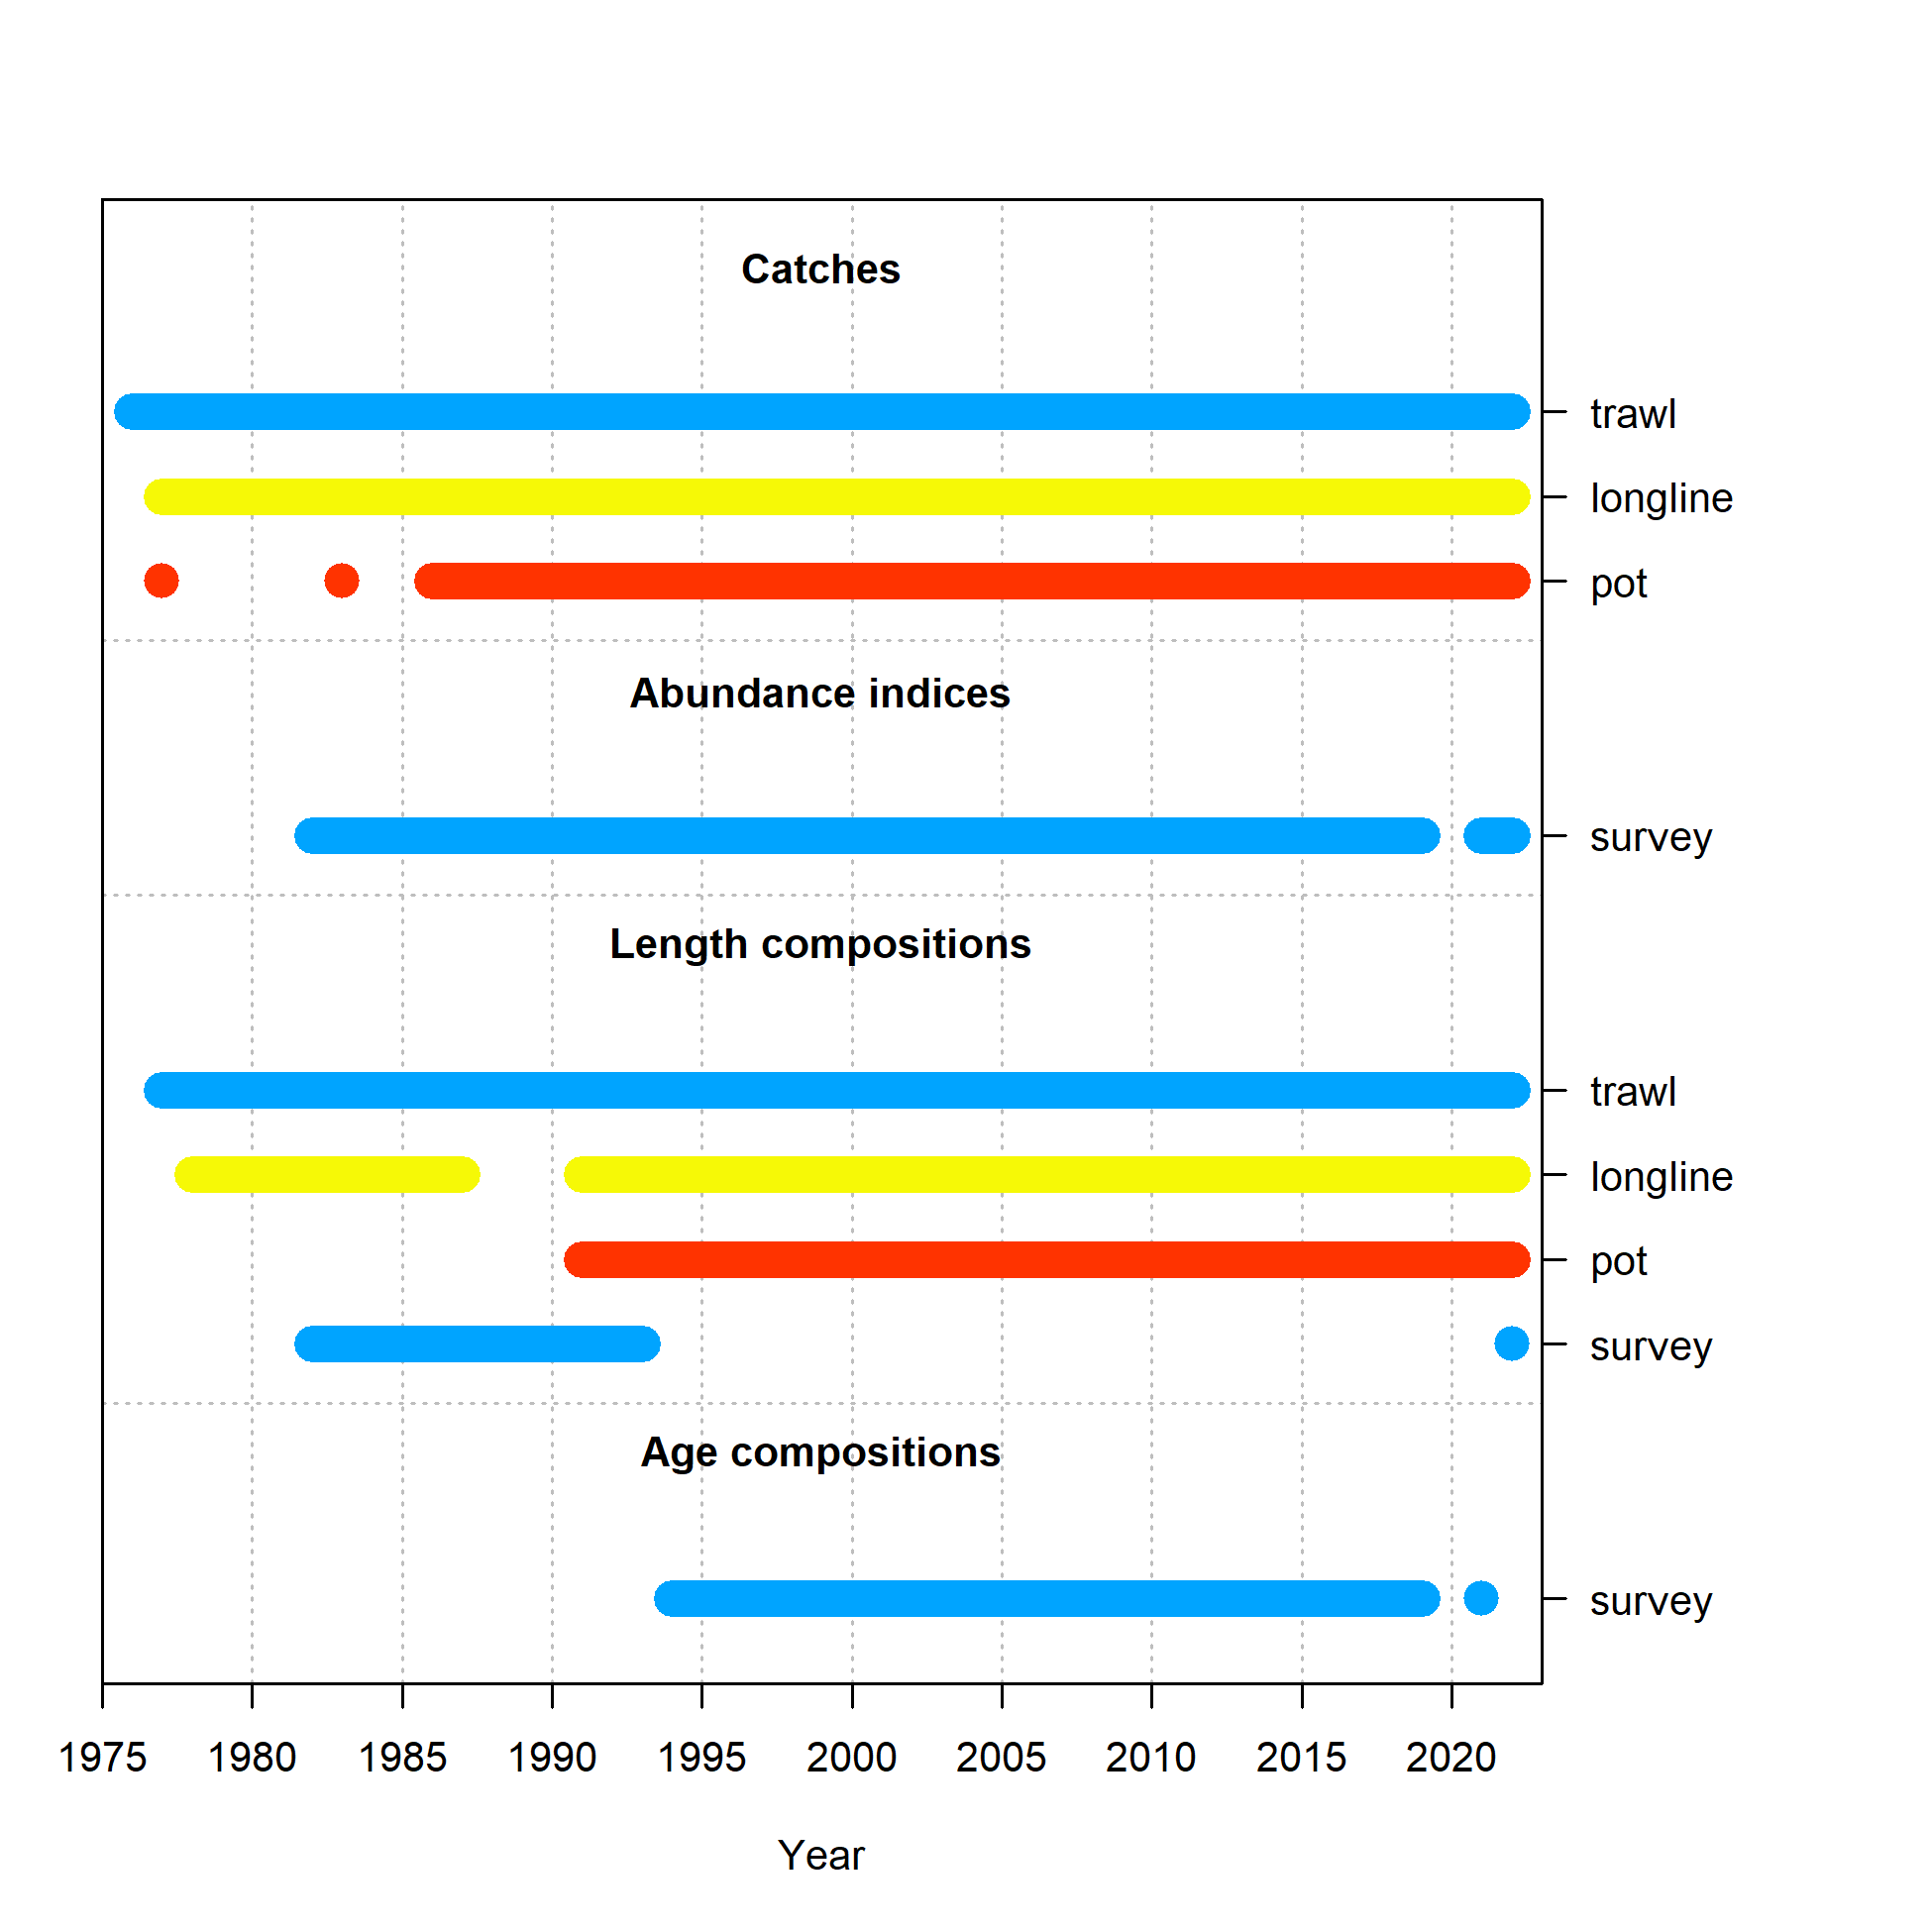 Catches
trawl
longline
pot
Abundance indices
survey
Length compositions
trawl
longline
pot
survey
Age compositions
survey
1975 1980 1985 1990 1995 2000 2005 2010 2015 2020
Year